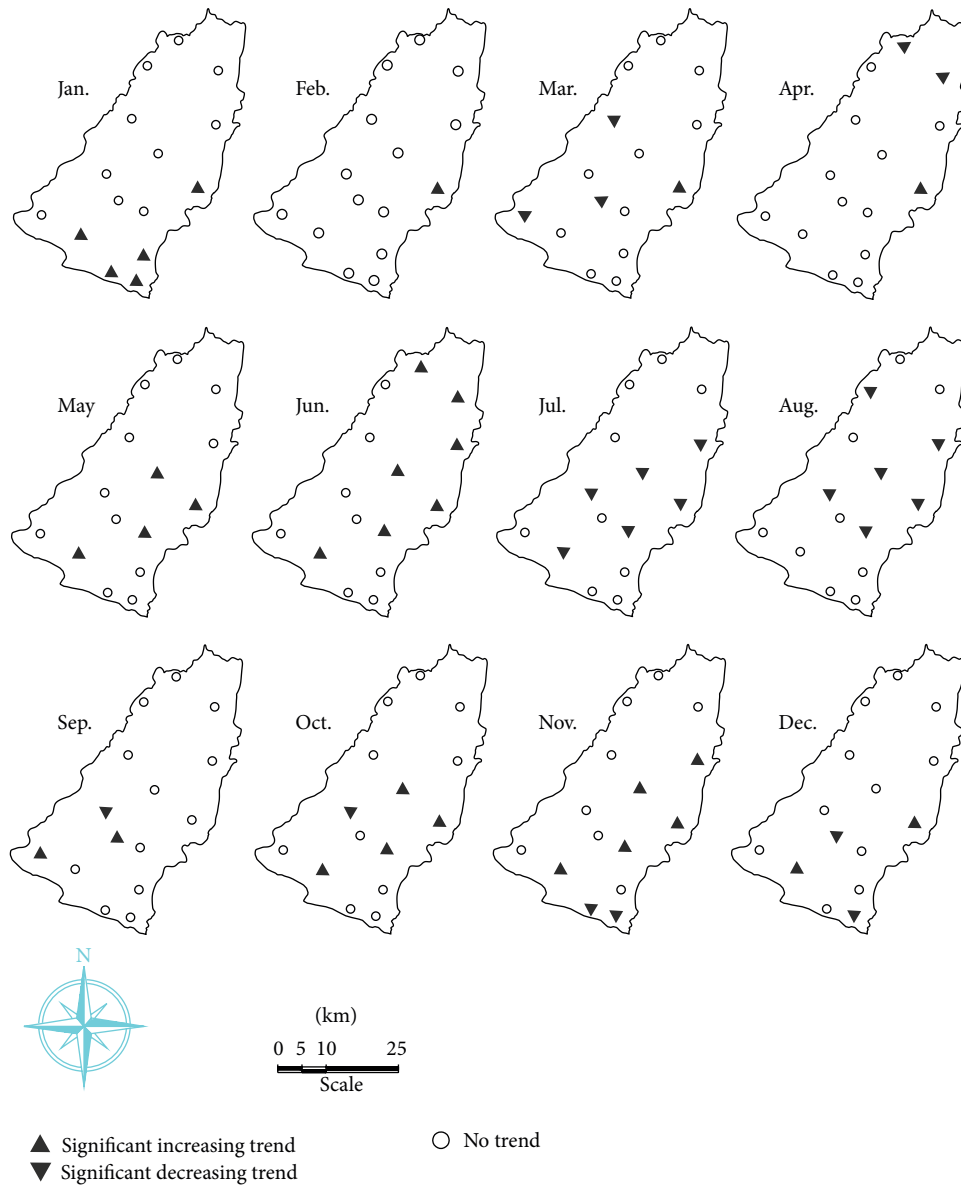 Jan.
Feb.
Mar.
Apr.
May
Jun.
Jul.
Aug.
Sep.
Oct.
Nov.
Dec.
N
(km)
0 5 10 25
Scale
Significant increasing trend
No trend
Significant decreasing trend